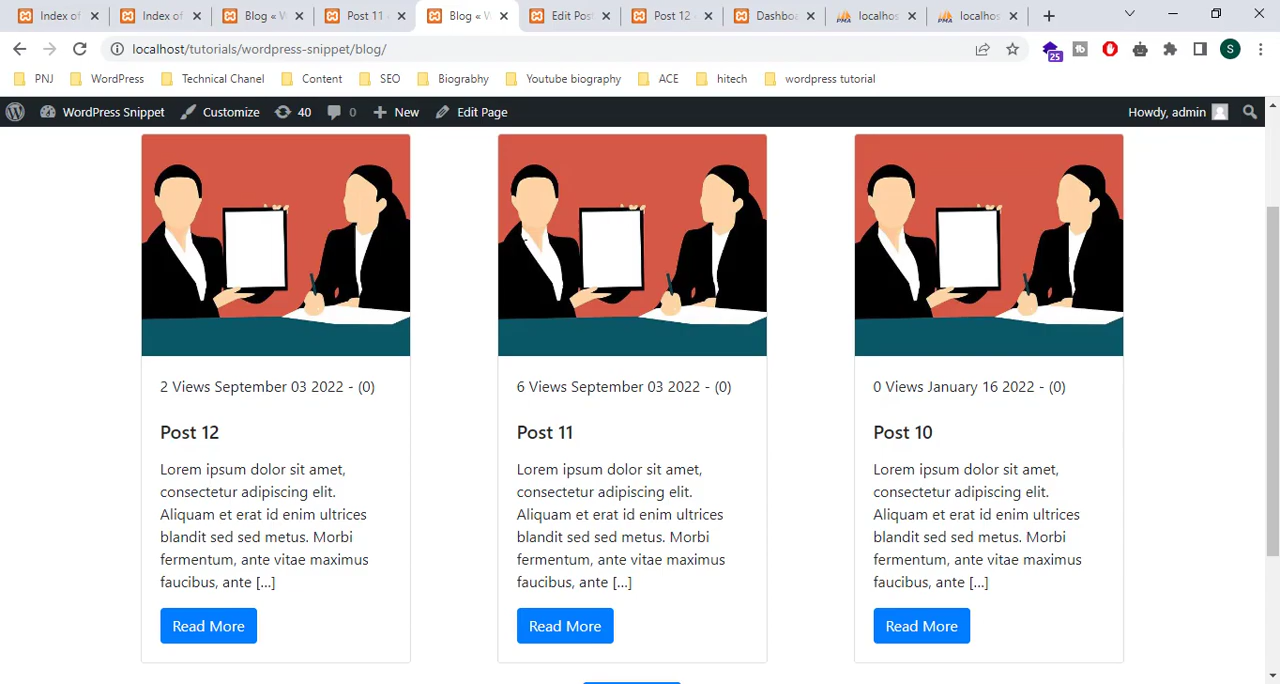 Index of
Index of
Blog « W
Post 11 -
Blog « W
Edit Post
Post 12 -
Dashboa
localhos
localhos
localhost/tutorials/wordpress-snippet/blog/
25
S
PNJ
WordPress
Technical Chanel
Content
SEO
Biograbhy
Youtube biography
ACE
hitech
wordpress tutorial
WordPress Snippet
Customize
40
0
New
Edit Page
Howdy, admin
2 Views September 03 2022 - (0)
Post 12
Lorem ipsum dolor sit amet,
consectetur adipiscing elit.
Aliquam et erat id enim ultrices
blandit sed sed metus. Morbi
fermentum, ante vitae maximus
faucibus, ante [...]
Read More
6 Views September 03 2022 - (0)
Post 11
Lorem ipsum dolor sit amet,
consectetur adipiscing elit.
Aliquam et erat id enim ultrices
blandit sed sed metus. Morbi
fermentum, ante vitae maximus
faucibus, ante [...]
Read More
0 Views January 16 2022 - (0)
Post 10
Lorem ipsum dolor sit amet,
consectetur adipiscing elit.
Aliquam et erat id enim ultrices
blandit sed sed metus. Morbi
fermentum, ante vitae maximus
faucibus, ante [...]
Read More